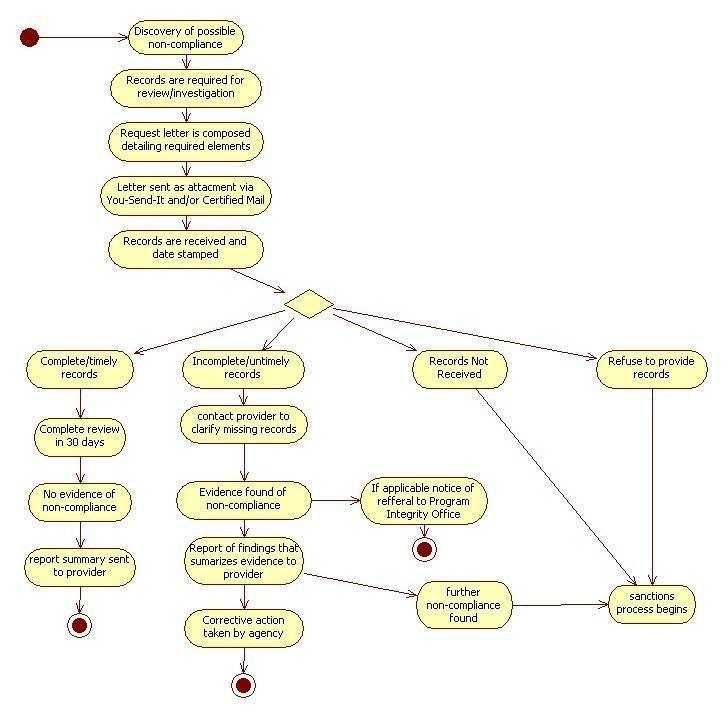 Discovery of possible
non-compliance
Records are required for
review/investigation
Request letter is composed
detailing required elements
Letter sent as attacment via
You-Send-It and/or Certified Mail
Records are received and
date stamped
Complete/timely
records
Incomplete/untimely
records
Records Not
Received
Refuse to provide
records
Complete review
in 30 days
contact provider to
clarify missing records
No evidence of
non-compliance
Evidence found of
non-compliance
If applicable notice of
refferal to Program
Integrity Office
report summary sent
to provider
Report of findings that
sumarizes evidence to
provider
further
non-compliance
found
sanctions
process begins
Corrective action
taken by agency